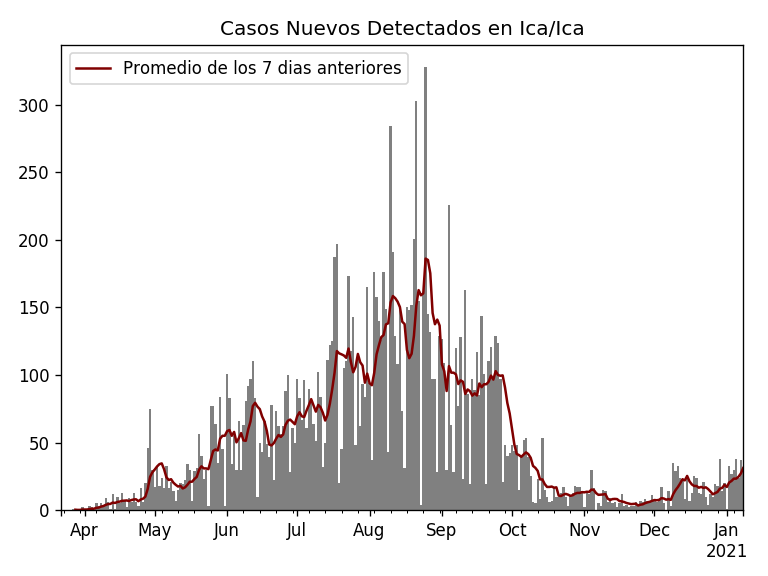 Casos Nuevos Detectados en Ica/Ica
Promedio de los 7 dias anteriores
300
250
200
150
100
50
0
Apr May Jun Jul Aug Sep Oct Nov Dec Jan
2021